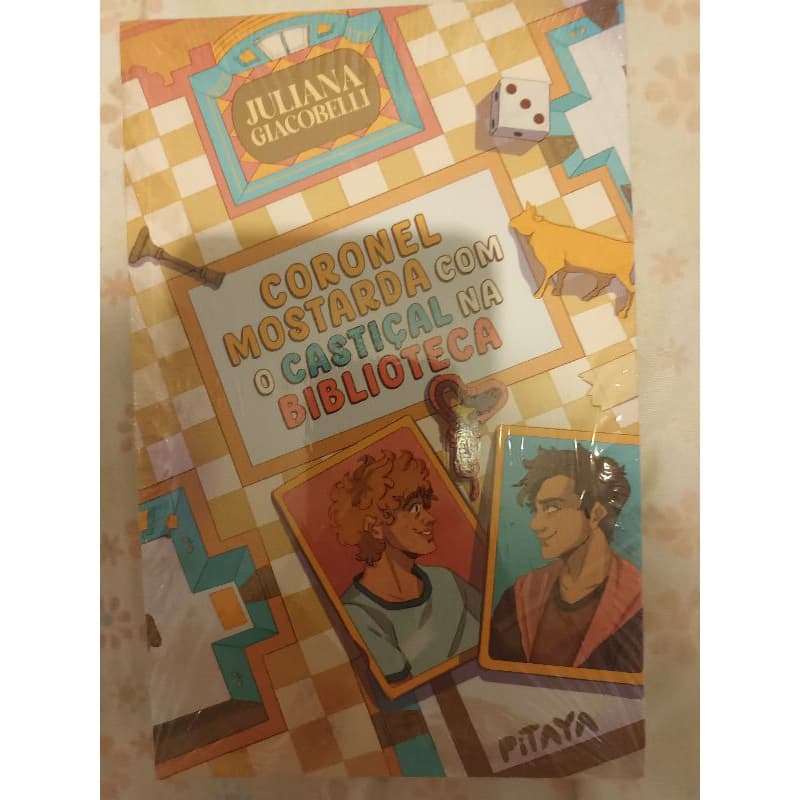 JULIANA
GIACOBELLI
CORONEL
MOSTARDA COM
O CASTIÇAL NA
BIBLIOTECA
PITAYA